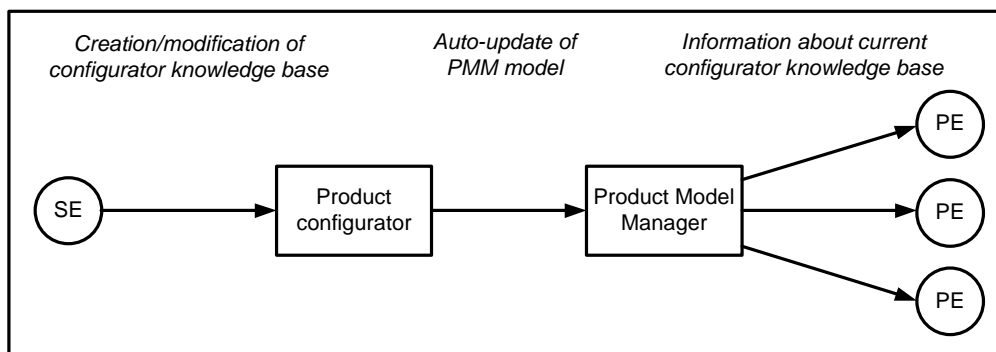 Creation/modification of
configurator knowledge base
Auto-update of
PMM model
Information about current
configurator knowledge base
SE
Product
configurator
Product Model
Manager
PE
PE
PE